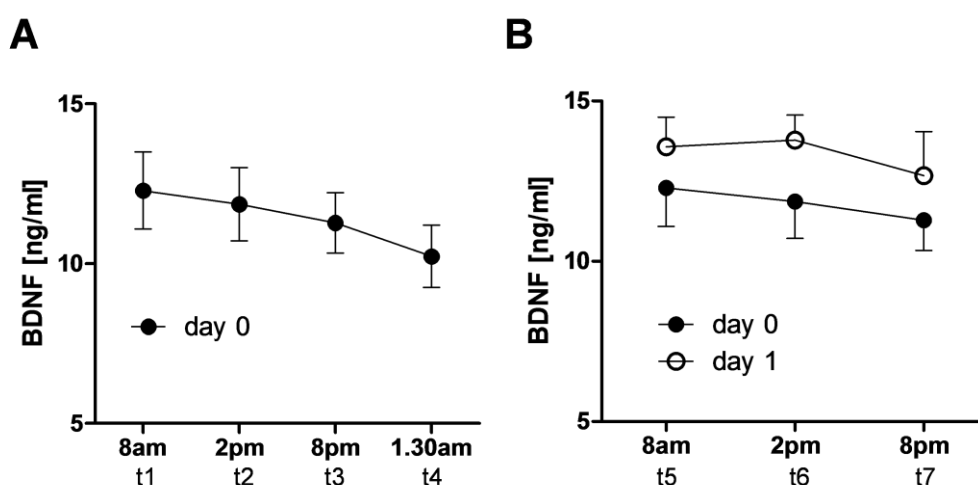 A
BDNF [ng/ml]
15
10
5
day 0
8am 2pm 8pm 1.30am
t1 t2 t3 t4
B
BDNF [ng/ml]
15
10
5
day 0
day 1
8am 2pm 8pm
t5 t6 t7